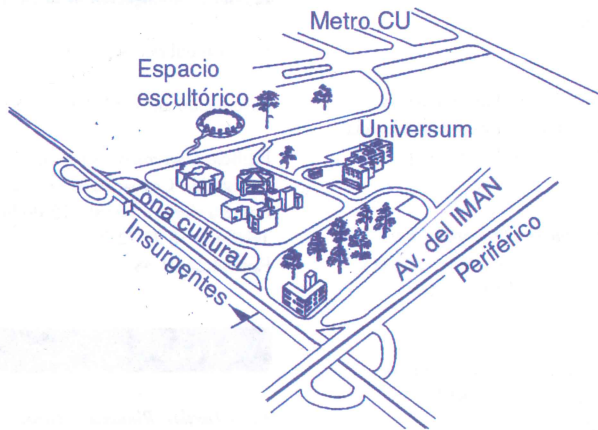 Metro CU
Espacio
escultórico
Universum
Zona cultural
Insurgentes
Av. del IMAN
Periférico